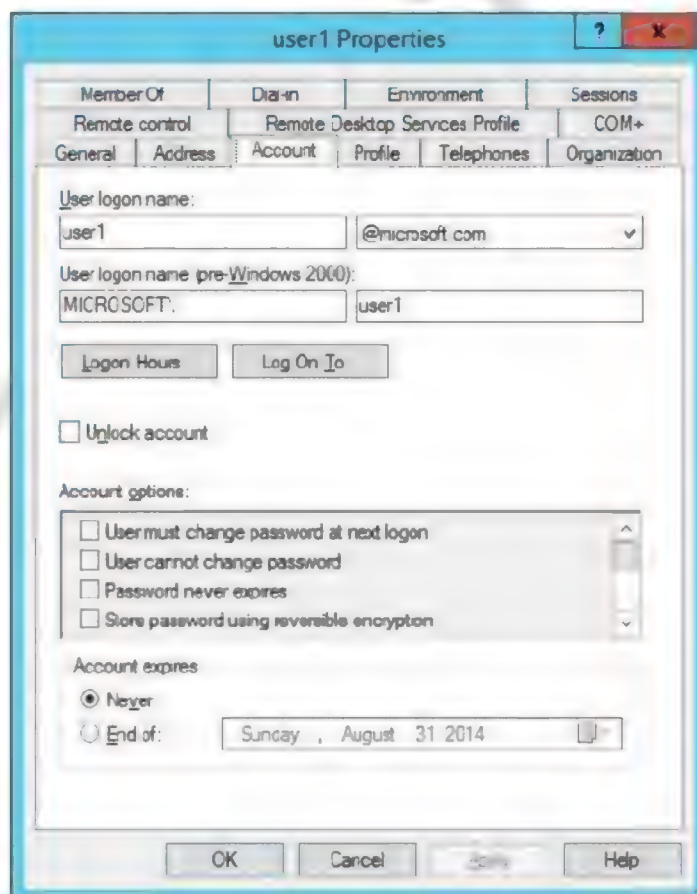 user1 Properties
? x
Member Of Dial-in Environment Sessions
Remote control Remote Desktop Services Profile COM+
General Address Account Profile Telephones Organization
User logon name:
user1 @microsoft.com
User logon name (pre-Windows 2000):
MICROSOFT\ user1
Logon Hours Log On To
Unlock account
Account options:
User must change password at next logon
User cannot change password
Password never expires
Store password using reversible encryption
Account expires
Never
End of: Sunday , August 31 2014
OK Cancel Apply Help